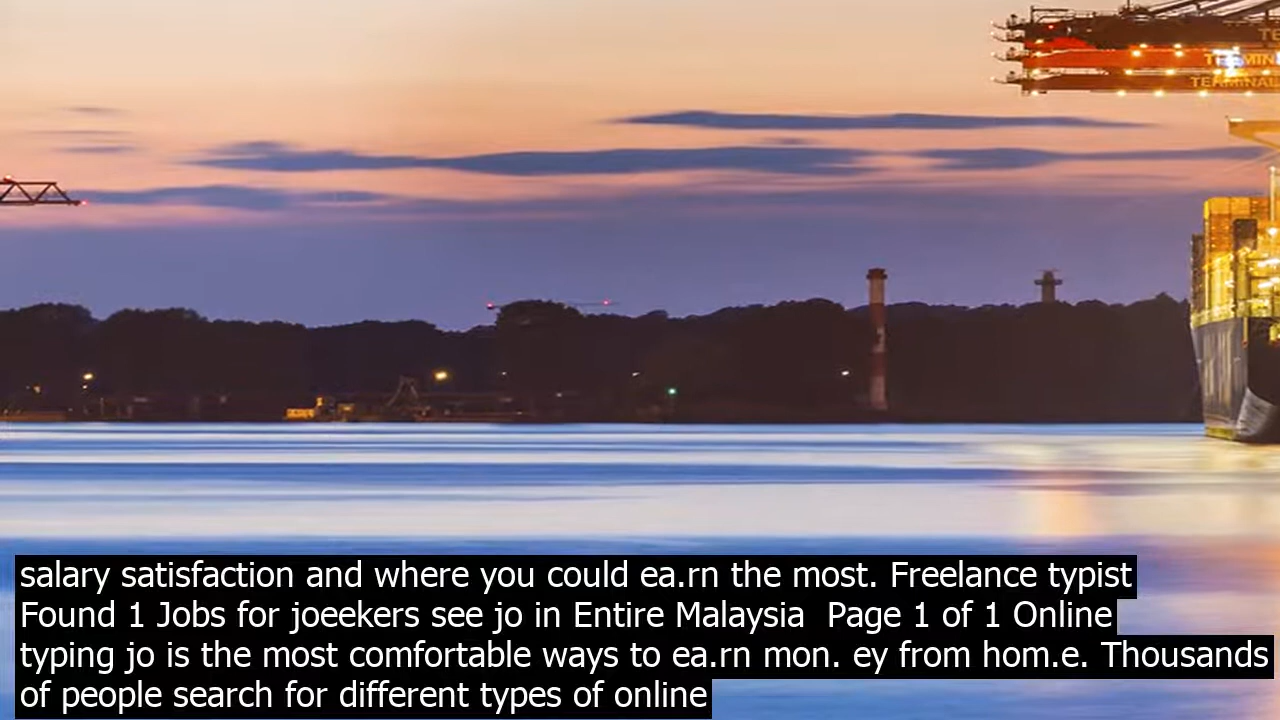 TERMINAL
salary satisfaction and where you could ea.rn the most. Freelance typist
Found 1 Jobs for joeekers see jo in Entire Malaysia  Page 1 of 1 Online
typing jo is the most comfortable ways to ea.rn mon. ey from hom.e. Thousands
of people search for different types of online